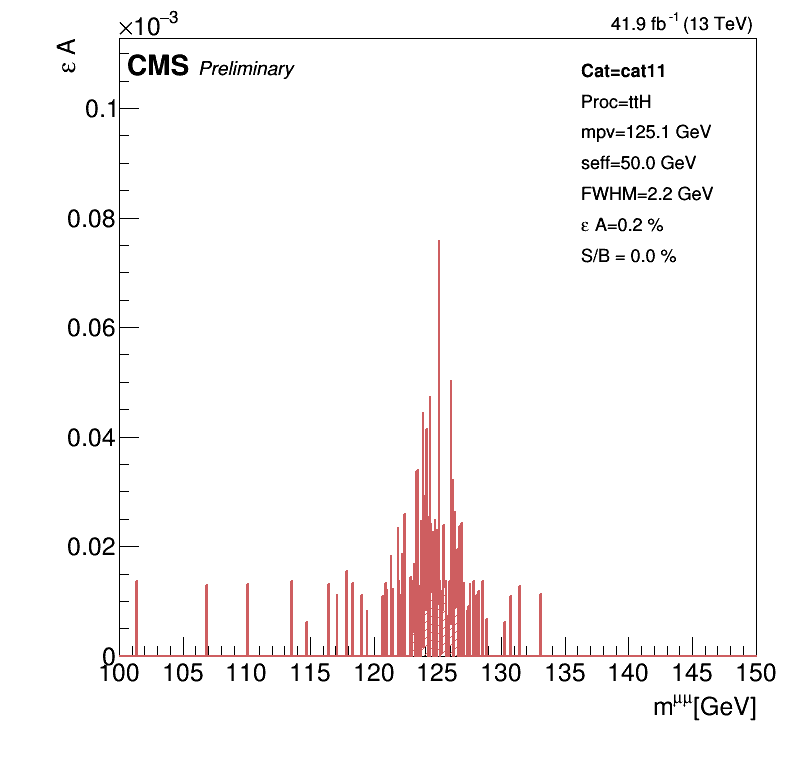 ×10⁻³
41.9 fb⁻¹ (13 TeV)
ε A
CMS Preliminary
Cat=cat11
Proc=ttH
mpv=125.1 GeV
seff=50.0 GeV
FWHM=2.2 GeV
ε A=0.2 %
S/B = 0.0 %
0.1
0.08
0.06
0.04
0.02
0
100 105 110 115 120 125 130 135 140 145 150
m^μμ[GeV]